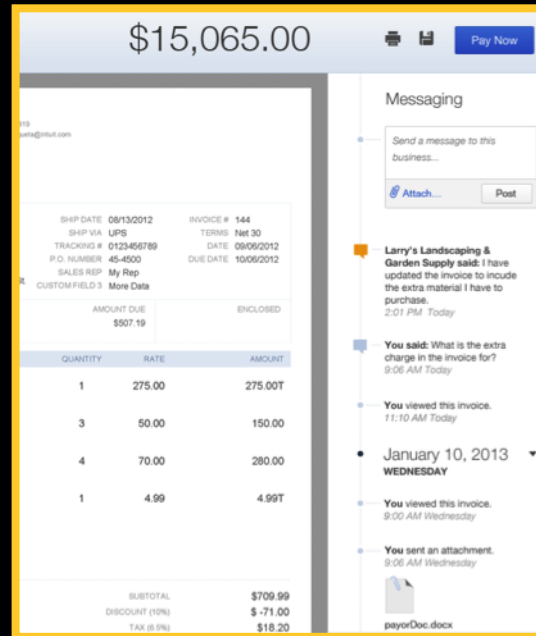 $15,065.00
Pay Now
Messaging
Send a message to this
business...
Attach...
Post
SHIP DATE 08/13/2012
SHIP VIA UPS
TRACKING # 0123456789
P.O. NUMBER 45-4500
SALES REP My Rep
CUSTOM FIELD 3 More Data
INVOICE # 144
TERMS Net 30
DATE 09/06/2012
DUE DATE 10/06/2012
AMOUNT DUE
$507.19
ENCLOSED
QUANTITY RATE AMOUNT
1 275.00 275.00T
3 50.00 150.00
4 70.00 280.00
1 4.99 4.99T
SUBTOTAL $709.99
DISCOUNT (10%) $ -71.00
TAX (6.5%) $18.20
Larry's Landscaping &
Garden Supply said: I have
updated the invoice to incude
the extra material I have to
purchase.
2:01 PM Today
You said: What is the extra
charge in the invoice for?
9:06 AM Today
You viewed this invoice.
11:10 AM Today
January 10, 2013
WEDNESDAY
You viewed this invoice.
9:00 AM Wednesday
You sent an attachment.
9:06 AM Wednesday
payorDoc.docx